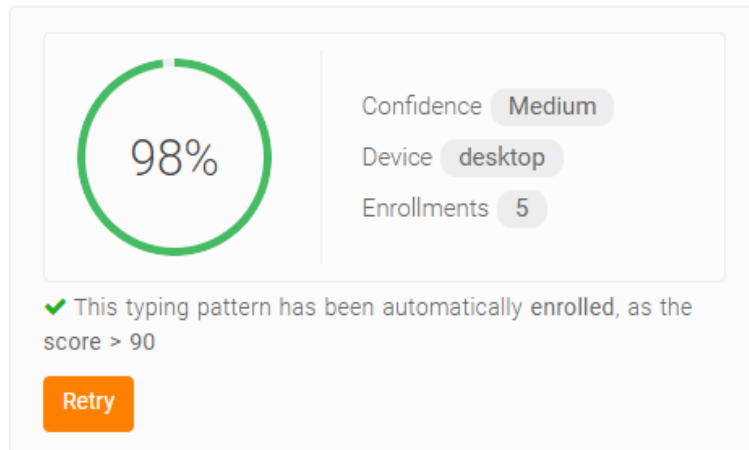 98%
Confidence Medium
Device desktop
Enrollments 5
This typing pattern has been automatically enrolled, as the
score > 90
Retry